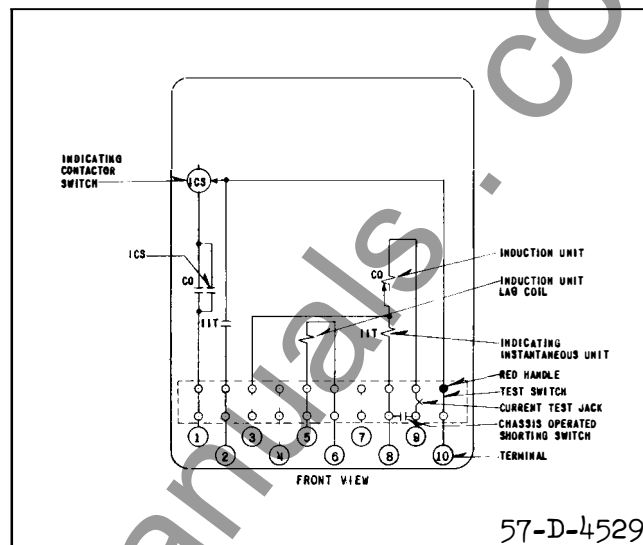 INDICATING
CONTACTOR
SWITCH
ICS
ICS
CO
IIT
CO
IIT
INDUCTION UNIT
INDUCTION UNIT
LAG COIL
INDICATING
INSTANTANEOUS UNIT
RED HANDLE
TEST SWITCH
CURRENT TEST JACK
CHASSIS OPERATED
SHORTING SWITCH
TERMINAL
1
2
3
4
5
6
7
8
9
10
FRONT VIEW
57-D-4529
anuals.co